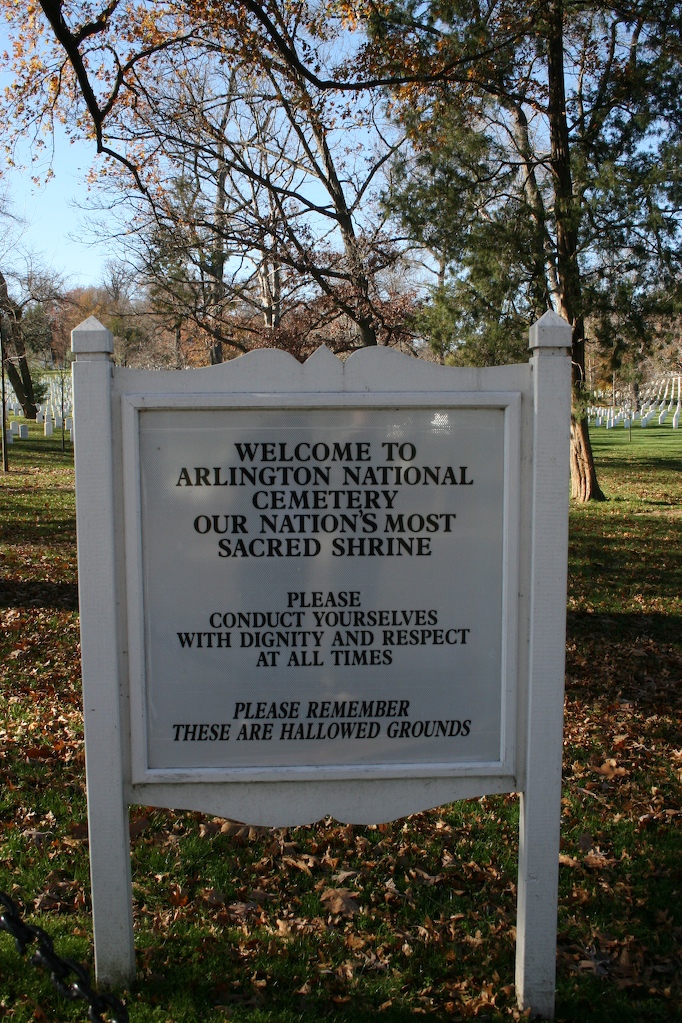 WELCOME TO
ARLINGTON NATIONAL
CEMETERY
OUR NATION'S MOST
SACRED SHRINE
PLEASE
CONDUCT YOURSELVES
WITH DIGNITY AND RESPECT
AT ALL TIMES
PLEASE REMEMBER
THESE ARE HALLOWED GROUNDS